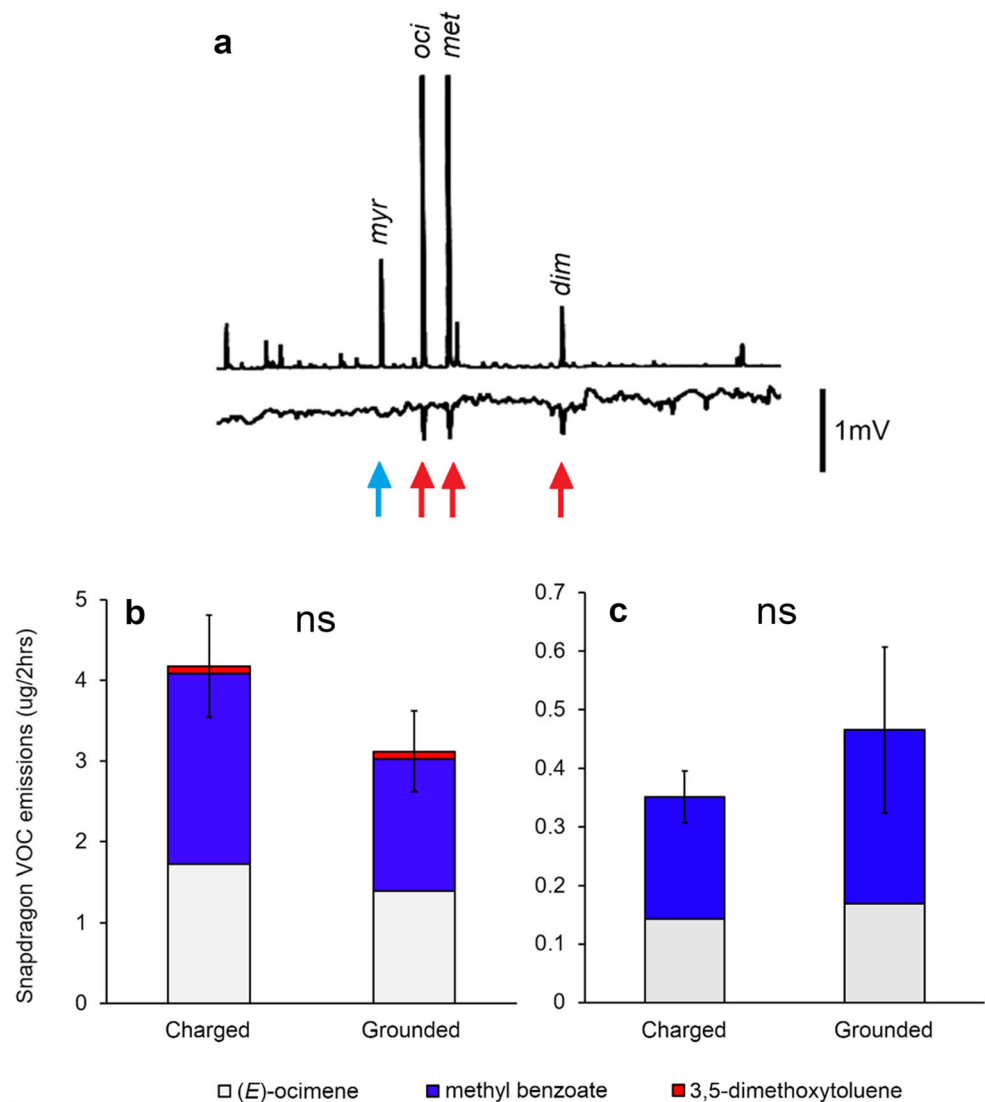 a
oci
met
myr
dim
1mV
b
ns
5
4
3
2
1
0
Snapdragon VOC emissions (ug/2hrs)
Charged
Grounded
c
ns
0.7
0.6
0.5
0.4
0.3
0.2
0.1
0
Charged
Grounded
(E)-ocimene
methyl benzoate
3,5-dimethoxytoluene